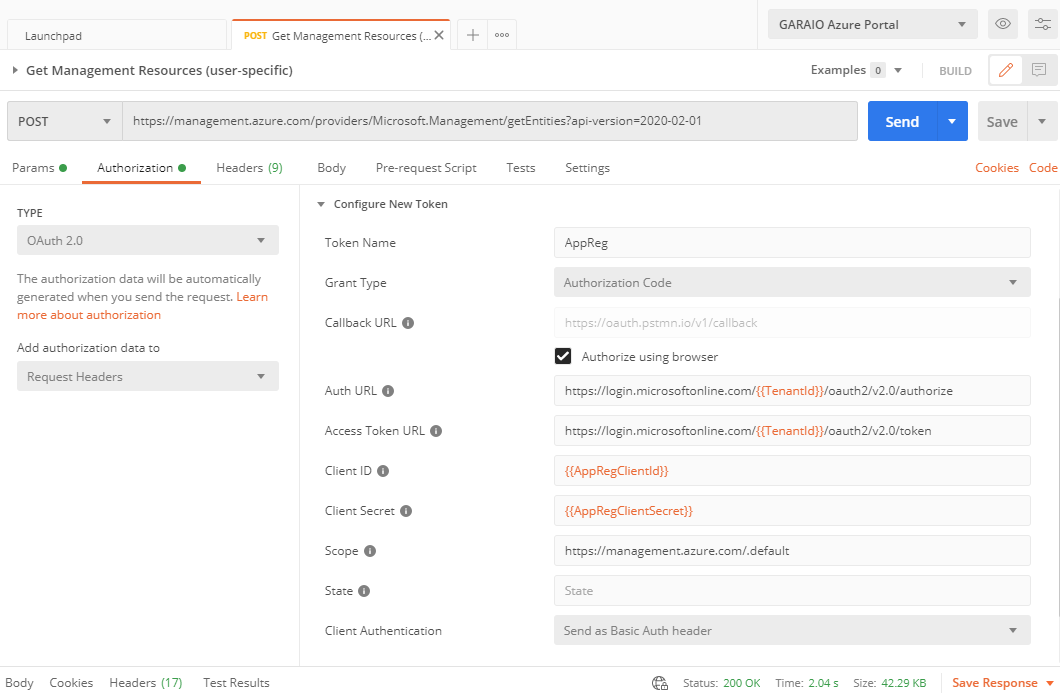 GARAIO Azure Portal
Launchpad
POST Get Management Resources (...
Get Management Resources (user-specific)
Examples 0
BUILD
POST
https://management.azure.com/providers/Microsoft.Management/getEntities?api-version=2020-02-01
Send
Save
Params
Authorization
Headers (9)
Body
Pre-request Script
Tests
Settings
Cookies
Code
TYPE
OAuth 2.0
The authorization data will be automatically
generated when you send the request. Learn
more about authorization
Add authorization data to
Request Headers
Configure New Token
Token Name
AppReg
Grant Type
Authorization Code
Callback URL
https://oauth.pstmn.io/v1/callback
Authorize using browser
Auth URL
https://login.microsoftonline.com/{{TenantId}}/oauth2/v2.0/authorize
Access Token URL
https://login.microsoftonline.com/{{TenantId}}/oauth2/v2.0/token
Client ID
{{AppRegClientId}}
Client Secret
{{AppRegClientSecret}}
Scope
https://management.azure.com/.default
State
State
Client Authentication
Send as Basic Auth header
Body
Cookies
Headers (17)
Test Results
Status: 200 OK
Time: 2.04 s
Size: 42.29 KB
Save Response